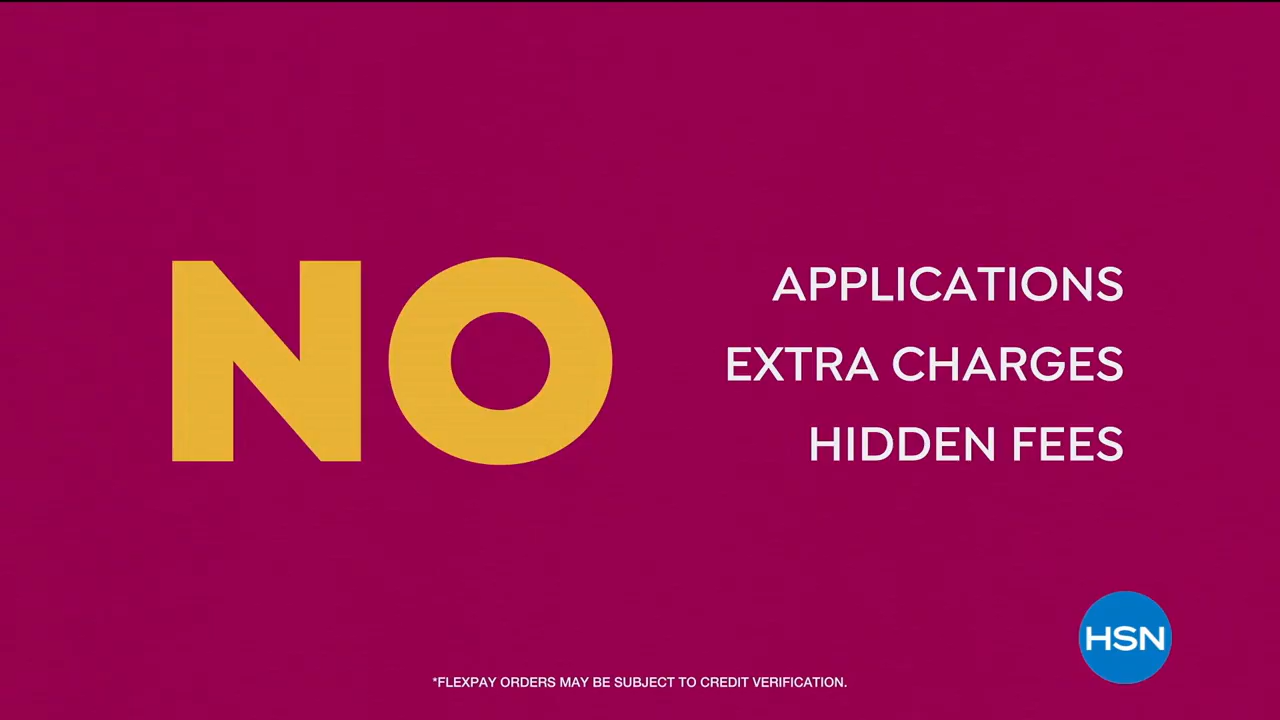 NO
APPLICATIONS
EXTRA CHARGES
HIDDEN FEES
HSN
*FLEXPAY ORDERS MAY BE SUBJECT TO CREDIT VERIFICATION.